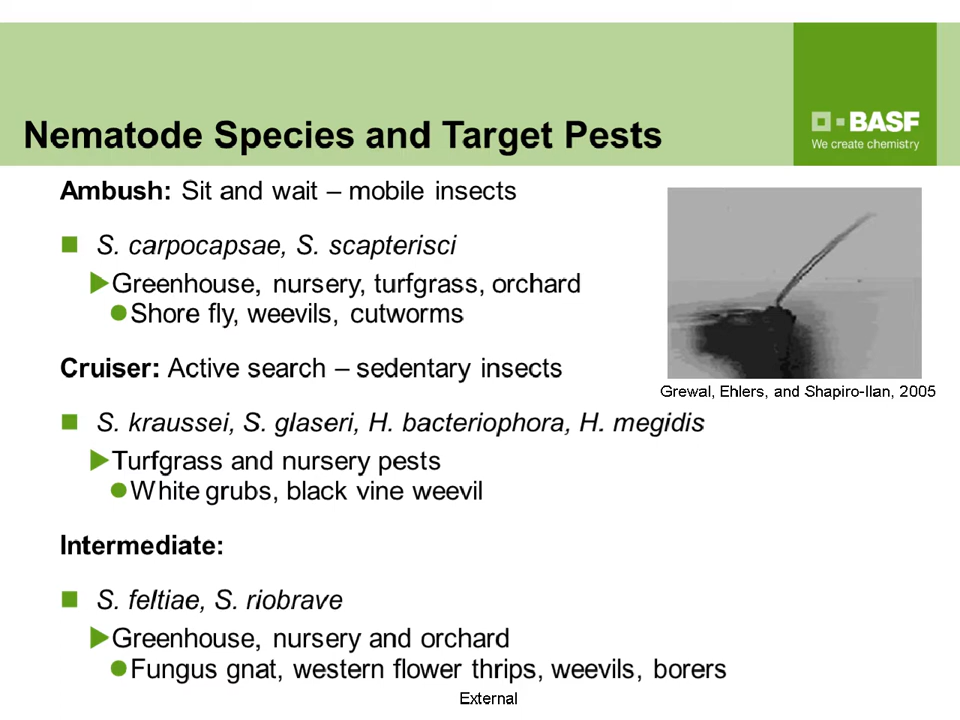 BASF
We create chemistry
Nematode Species and Target Pests
Ambush: Sit and wait – mobile insects
S. carpocapsae, S. scapterisci
Greenhouse, nursery, turfgrass, orchard
Shore fly, weevils, cutworms
Cruiser: Active search – sedentary insects
Grewal, Ehlers, and Shapiro-Ilan, 2005
S. kraussei, S. glaseri, H. bacteriophora, H. megidis
Turfgrass and nursery pests
White grubs, black vine weevil
Intermediate:
S. feltiae, S. riobrave
Greenhouse, nursery and orchard
Fungus gnat, western flower thrips, weevils, borers
External